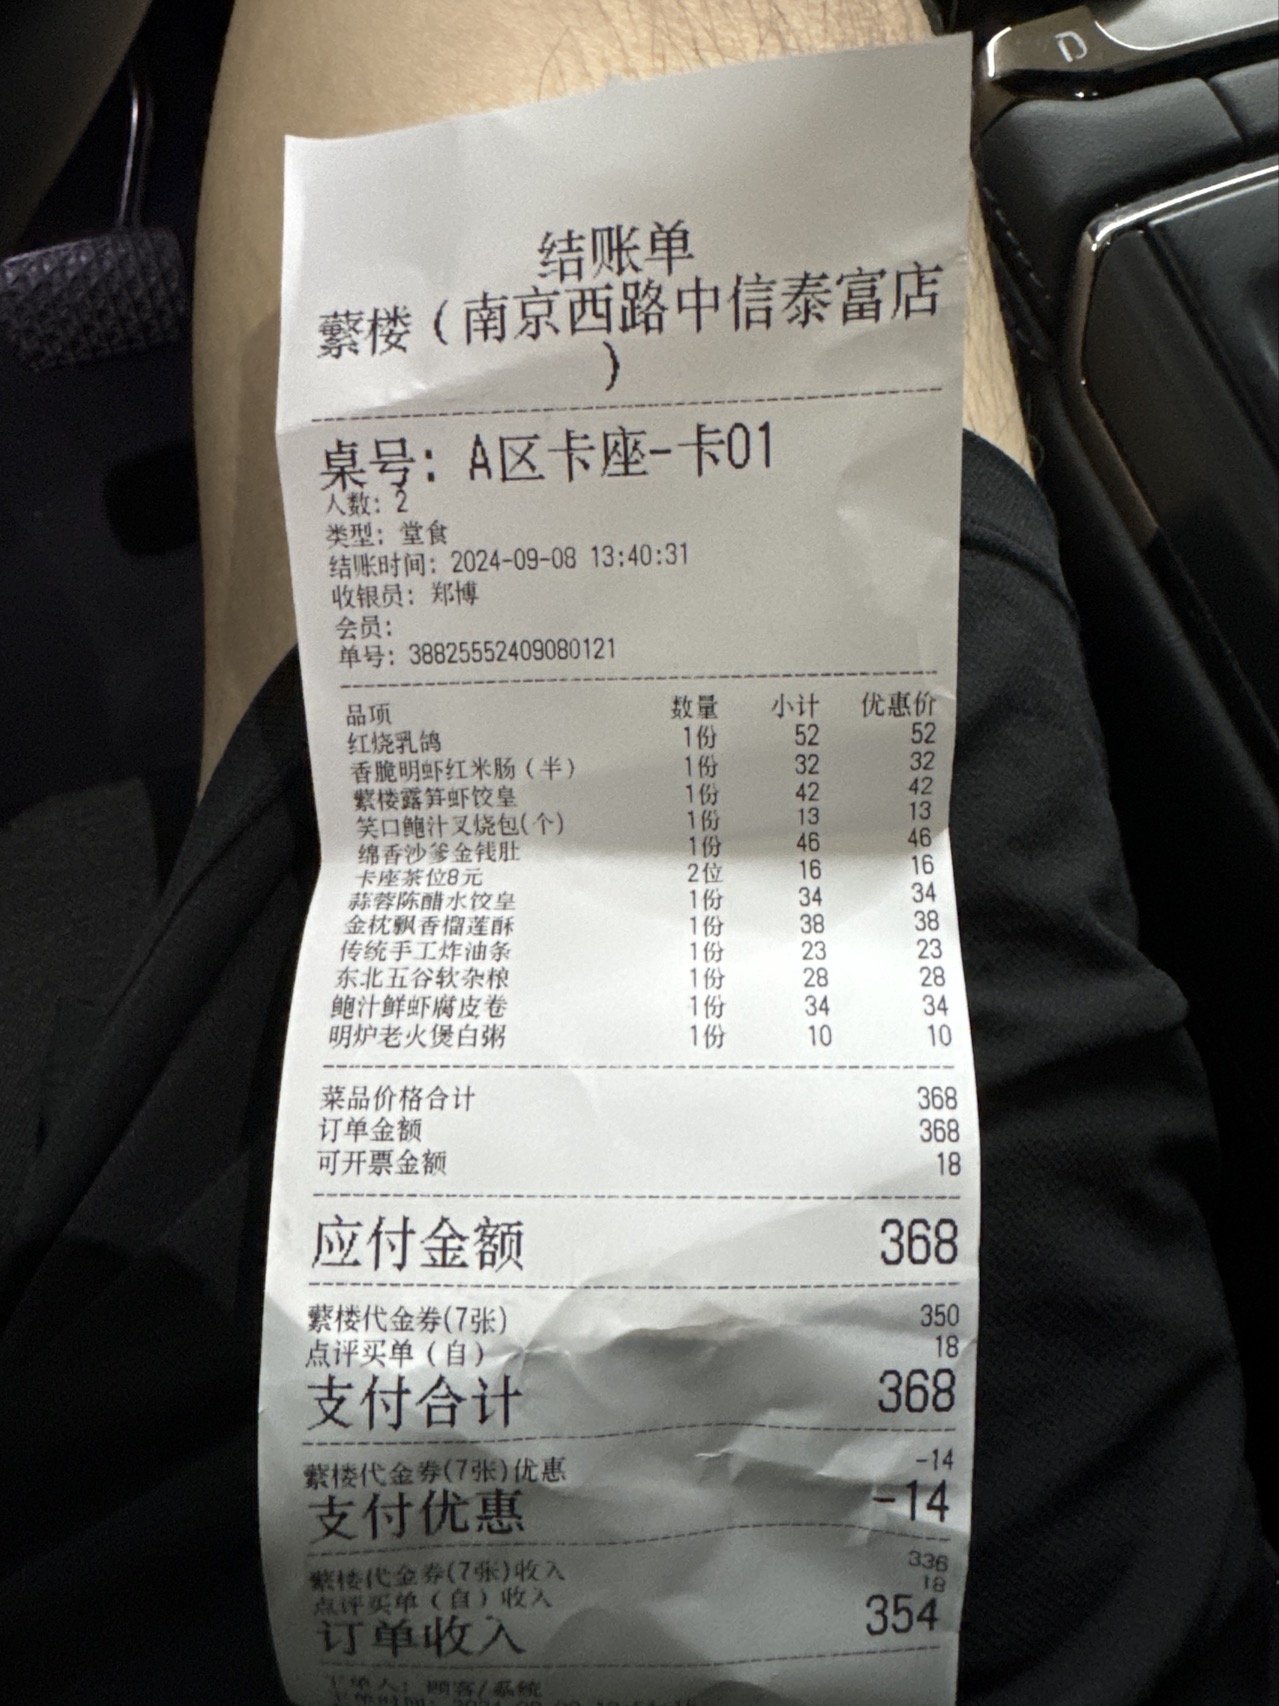 D
结账单
蘩楼（南京西路中信泰富店
）
桌号: A区卡座-卡01
人数: 2
类型: 堂食
结账时间: 2024-09-08 13:40:31
收银员: 郑博
会员:
单号: 38825552409080121
品项 数量 小计 优惠价
红烧乳鸽 1份 52 52
香脆明虾红米肠（半） 1份 32 32
蘩楼露笋虾饺皇 1份 42 42
笑口鲍汁叉烧包(个) 1份 13 13
绵香沙爹金钱肚 1份 46 46
卡座茶位8元 2位 16 16
蒜蓉陈醋水饺皇 1份 34 34
金枕飘香榴莲酥 1份 38 38
传统手工炸油条 1份 23 23
东北五谷软杂粮 1份 28 28
鲍汁鲜虾腐皮卷 1份 34 34
明炉老火煲白粥 1份 10 10
菜品价格合计 368
订单金额 368
可开票金额 18
应付金额 368
蘩楼代金券(7张) 350
点评买单（自） 18
支付合计 368
蘩楼代金券(7张)优惠 -14
支付优惠 -14
蘩楼代金券(7张)收入 336
点评买单（自）收入 18
订单收入 354
下单人: 顾客/系统